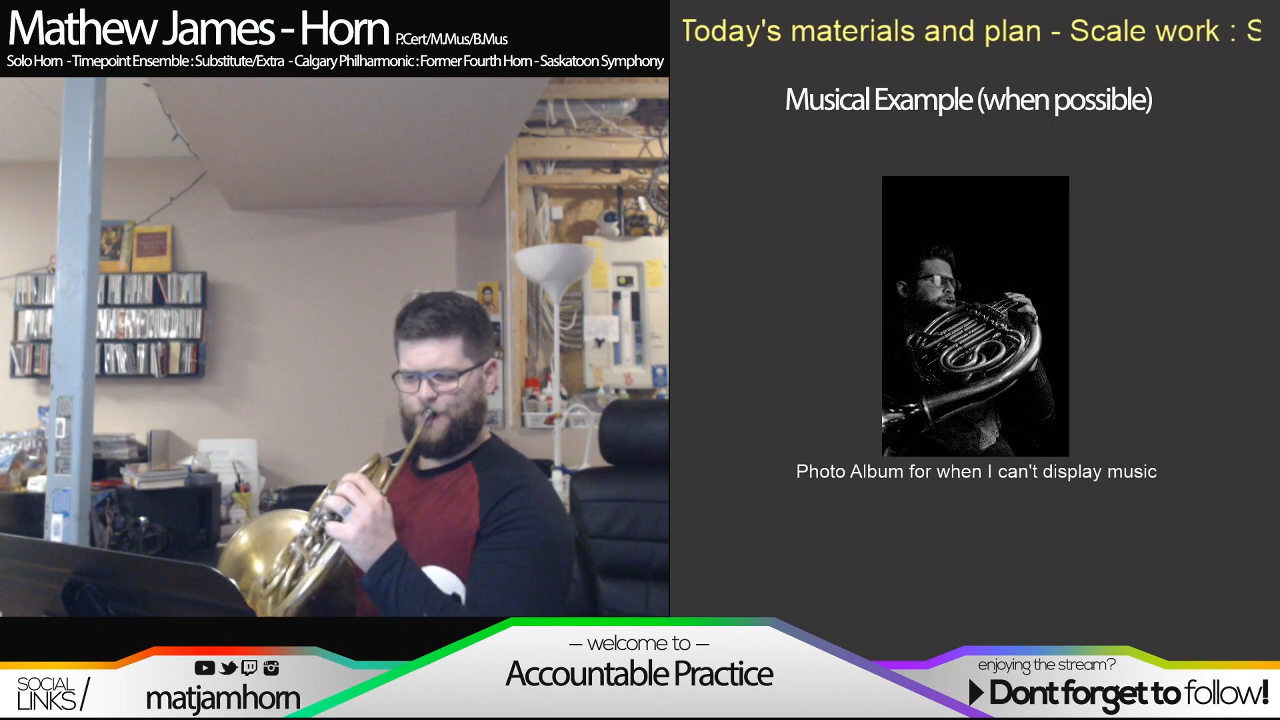 Mathew James - Horn P.Cert/M.Mus/B.Mus
Solo Horn - Timepoint Ensemble : Substitute/Extra - Calgary Philharmonic : Former Fourth Horn - Saskatoon Symphony
Today's materials and plan - Scale work : S
Musical Example (when possible)
Photo Album for when I can't display music
SOCIAL
LINKS /
matjamhorn
— welcome to —
Accountable Practice
enjoying the stream?
Dont forget to follow!